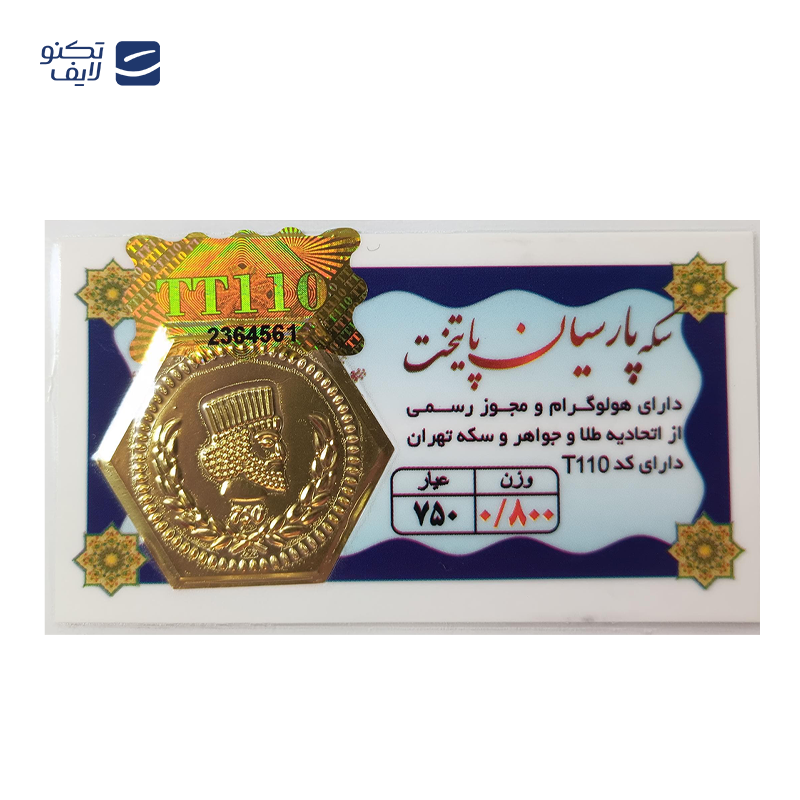 تکنو
لایف
TT110
2364561
سکه پارسیان پایتخت
دارای هولوگرام و مجوز رسمی
از اتحادیه طلا و جواهر و سکه تهران
دارای کد T110
وزن عیار
۰/۸۰۰ ۷۵۰